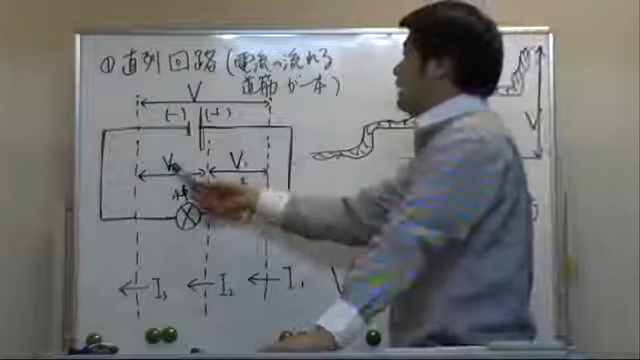 ①直列回路(電流の流れる
道筋が一本)
V
(-) (+)
V
V₁
I₃
I₂
I₁
V
V